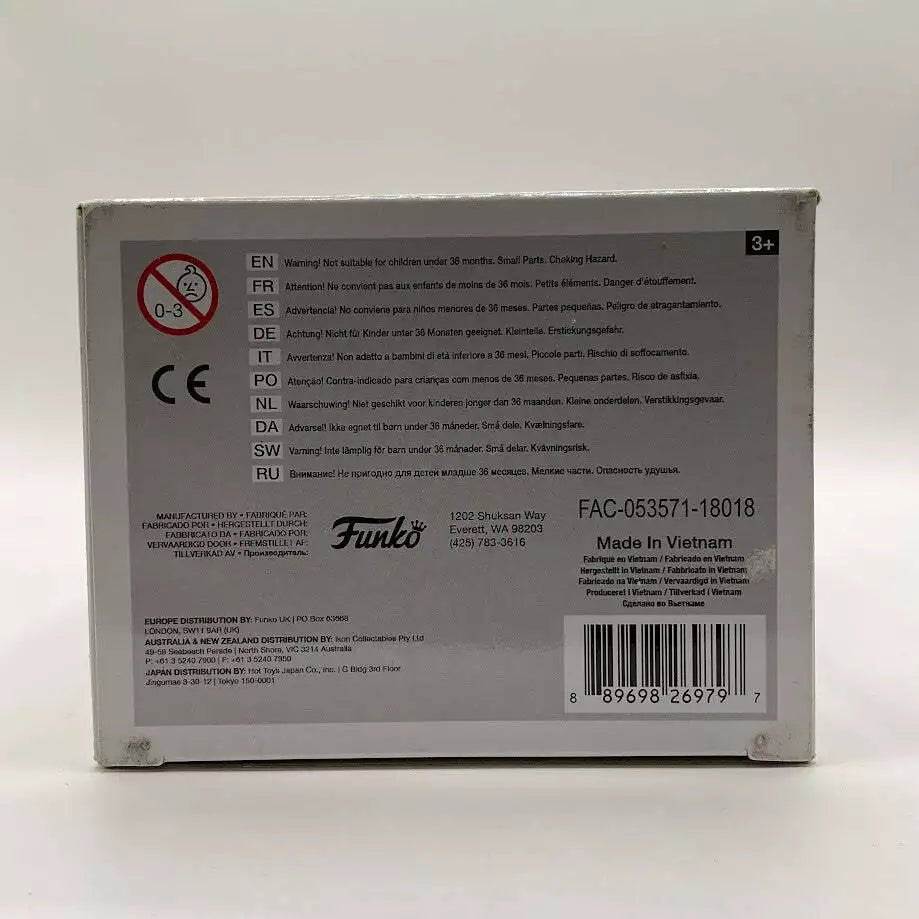 3+
0-3
EN Warning! Not suitable for children under 36 months. Small Parts. Choking Hazard.
FR Attention! Ne convient pas aux enfants de moins de 36 mois. Petits éléments. Danger d'étouffement.
ES Advertencia! No conviene para niños menores de 36 meses. Partes pequeñas. Peligro de atragantamiento.
DE Achtung! Nicht für Kinder unter 36 Monaten geeignet. Kleinteile. Erstickungsgefahr.
IT Avvertenza! Non adatto a bambini di età inferiore a 36 mesi. Piccole parti. Rischio di soffocamento.
PO Atenção! Contra-indicado para crianças com menos de 36 meses. Pequenas partes. Risco de asfixia.
NL Waarschuwing! Niet geschikt voor kinderen jonger dan 36 maanden. Kleine onderdelen. Verstikkingsgevaar.
DA Advarsel! Ikke egnet til børn under 36 måneder. Små dele. Kvælningsfare.
SW Varning! Inte lämplig för barn under 36 månader. Små delar. Kvävningsrisk.
RU Внимание! Не пригодно для детей младше 36 месяцев. Мелкие части. Опасность удушья.
CE
MANUFACTURED BY • FABRIQUÉ PAR:
FABRICADO POR • HERGESTELLT DURCH:
FABBRICATO DA • FABRICADO POR:
VERVAARDIGD DOOR • FREMSTILLET AF:
TILLVERKAD AV • Производитель:
Funko
1202 Shuksan Way
Everett, WA 98203
(425) 783-3616
FAC-053571-18018
Made In Vietnam
Fabriqué en Vietnam / Fabricado en Vietnam
Hergestellt in Vietnam / Fabbricato in Vietnam
Fabricado na Vietnam / Vervaardigd in Vietnam
Produceret i Vietnam / Tillverkad i Vietnam
Сделано во Вьетнаме
EUROPE DISTRIBUTION BY: Funko UK | PO Box 63668
LONDON, SW11 9AR (UK)
AUSTRALIA & NEW ZEALAND DISTRIBUTION BY: Ikon Collectables Pty Ltd
49-59 Seabeach Parade | North Shore, VIC 3214 Australia
P: +61 3 5240 7900 | F: +61 3 5240 7950
JAPAN DISTRIBUTION BY: Hot Toys Japan Co., Inc. | G Bldg 3rd Floor
Jingumae 3-30-12 | Tokyo 150-0001
8 89698 26979 7